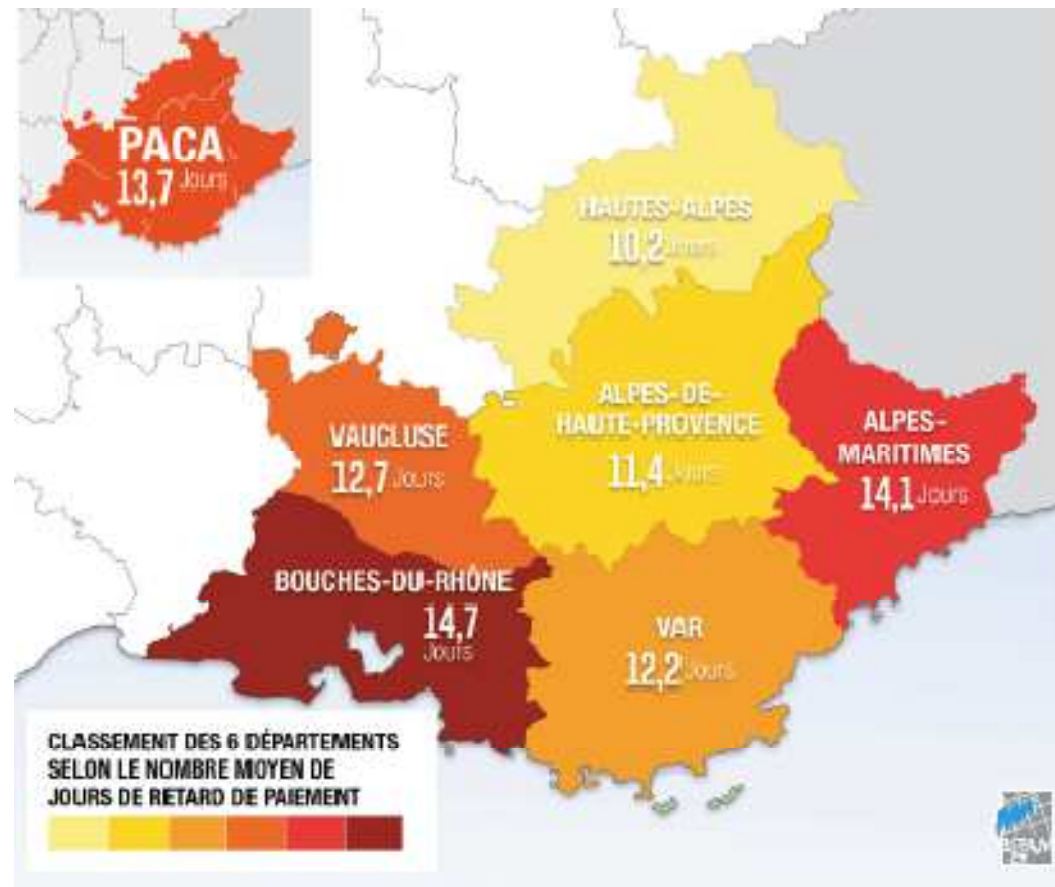 PACA
13,7 Jours
HAUTES-ALPES
10,2 Jours
ALPES-DE-
HAUTE-PROVENCE
11,4 Jours
VAUCLUSE
12,7 Jours
ALPES-
MARITIMES
14,1 Jours
BOUCHES-DU-RHÔNE
14,7
Jours
VAR
12,2 Jours
CLASSEMENT DES 6 DÉPARTEMENTS
SELON LE NOMBRE MOYEN DE
JOURS DE RETARD DE PAIEMENT